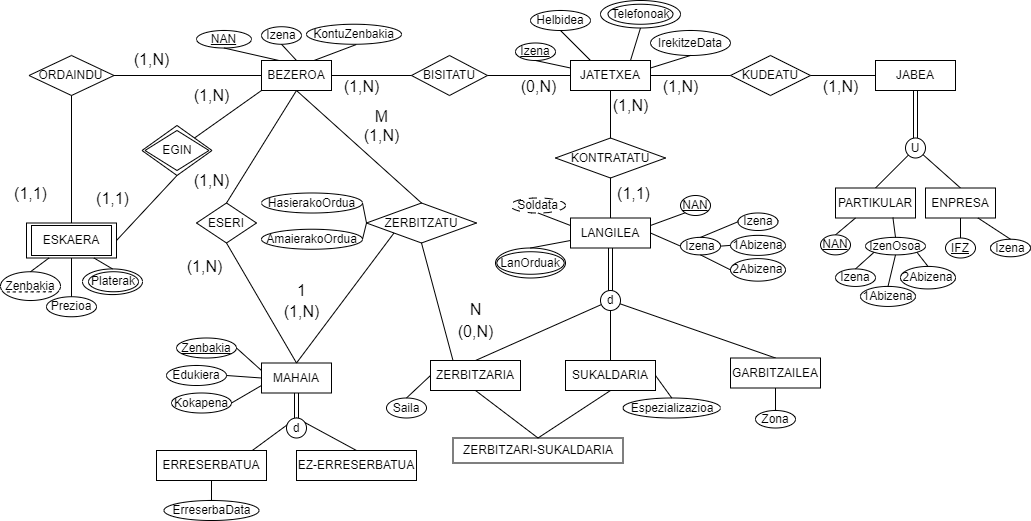 NAN
Izena
KontuZenbakia
Helbidea
Telefonoak
Izena
IrekitzeData
ORDAINDU
(1,N)
BEZEROA
(1,N)
BISITATU
(0,N)
JATETXEA
(1,N)
KUDEATU
(1,N)
JABEA
(1,N)
(1,N)
M
(1,N)
EGIN
KONTRATATU
U
(1,N)
(1,1)
(1,1)
(1,1)
HasierakoOrdua
AmaierakoOrdua
ESERI
ZERBITZATU
Soldata
NAN
LANGILEA
LanOrduak
Izena
Izena
1Abizena
2Abizena
PARTIKULAR
ENPRESA
NAN
IzenOsoa
IFZ
Izena
Izena
1Abizena
2Abizena
ESKAERA
Zenbakia
Prezioa
Platerak
(1,N)
1
(1,N)
N
(0,N)
d
Zenbakia
Edukiera
Kokapena
MAHAIA
ZERBITZARIA
SUKALDARIA
GARBITZAILEA
Saila
Espezializazioa
Zona
d
ZERBITZARI-SUKALDARIA
ERRESERBATUA
EZ-ERRESERBATUA
ErreserbaData